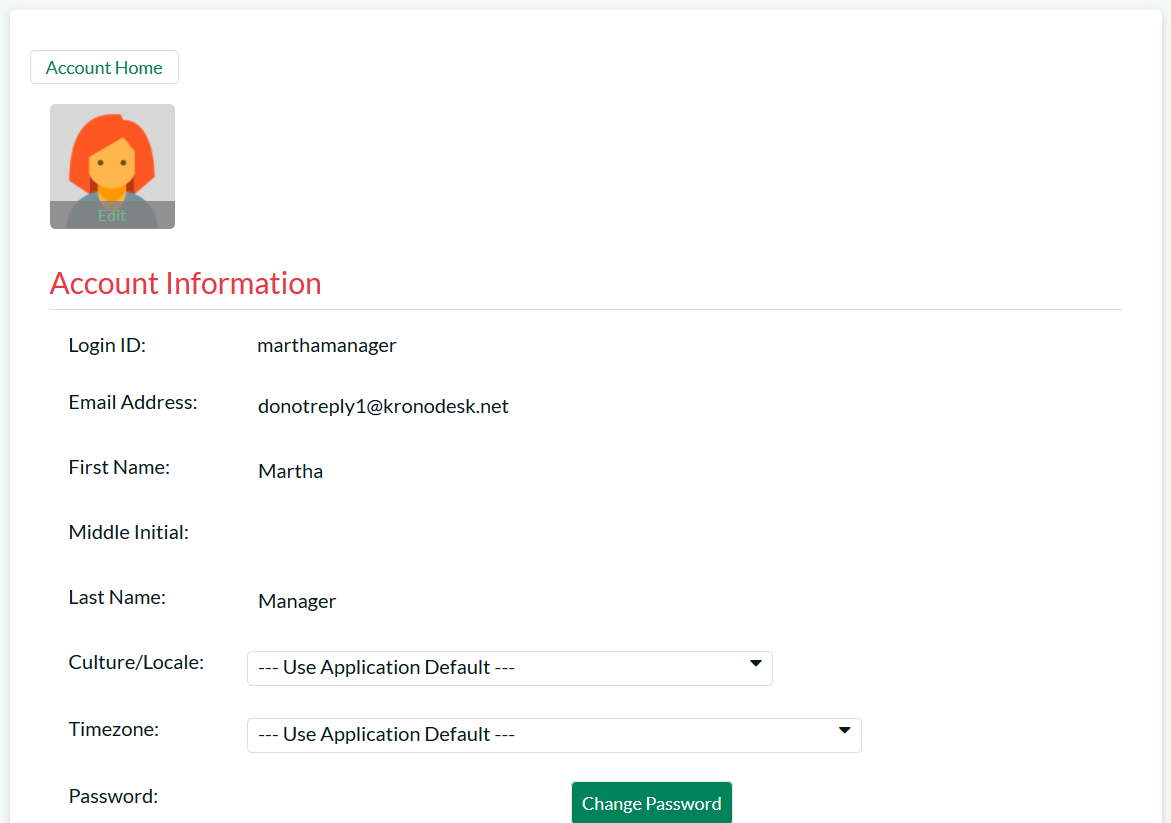 Account Home
Edit
Account Information
Login ID: marthamanager
Email Address: donotreply1@kronodesk.net
First Name: Martha
Middle Initial:
Last Name: Manager
Culture/Locale: --- Use Application Default ---
Timezone: --- Use Application Default ---
Password: Change Password